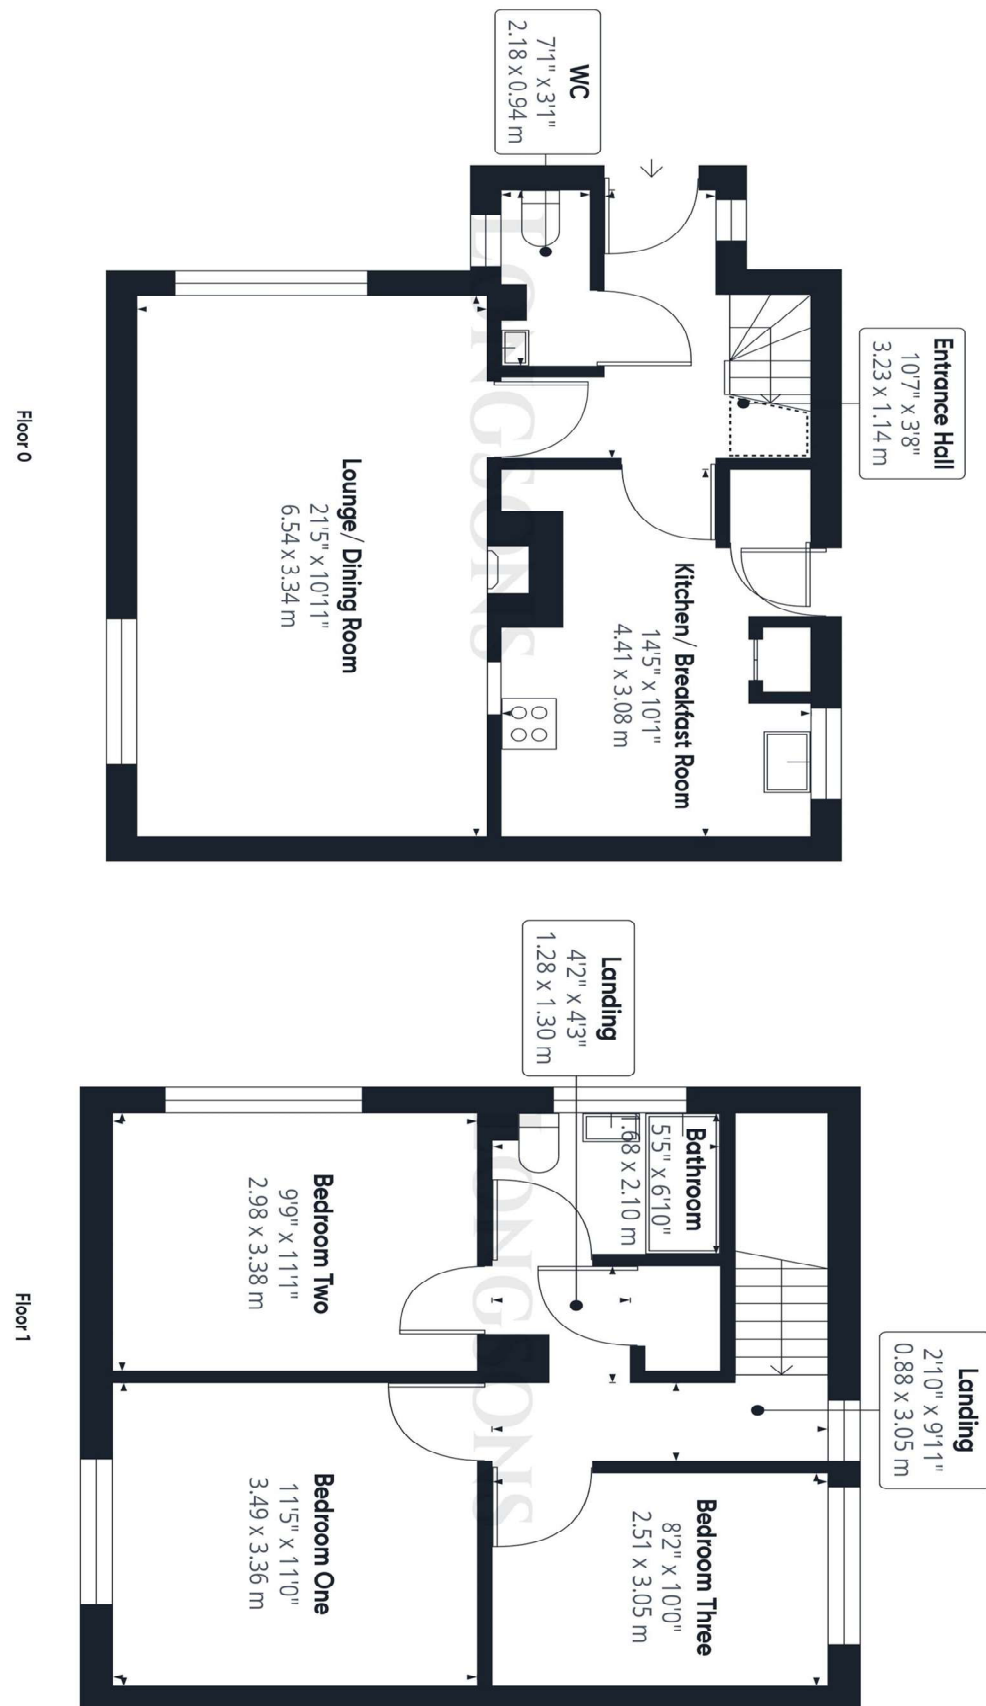 WC
7'1" x 3'1"
2.18 x 0.94 m
Entrance Hall
10'7" x 3'8"
3.23 x 1.14 m
Kitchen/ Breakfast Room
14'5" x 10'1"
4.41 x 3.08 m
Lounge/ Dining Room
21'5" x 10'11"
6.54 x 3.34 m
LONGSONS
Floor 0
Landing
4'2" x 4'3"
1.28 x 1.30 m
Landing
2'10" x 9'11"
0.88 x 3.05 m
Bathroom
5'5" x 6'10"
1.68 x 2.10 m
Bedroom Two
9'9" x 11'1"
2.98 x 3.38 m
Bedroom One
11'5" x 11'0"
3.49 x 3.36 m
Bedroom Three
8'2" x 10'0"
2.51 x 3.05 m
LONGSONS
Floor 1